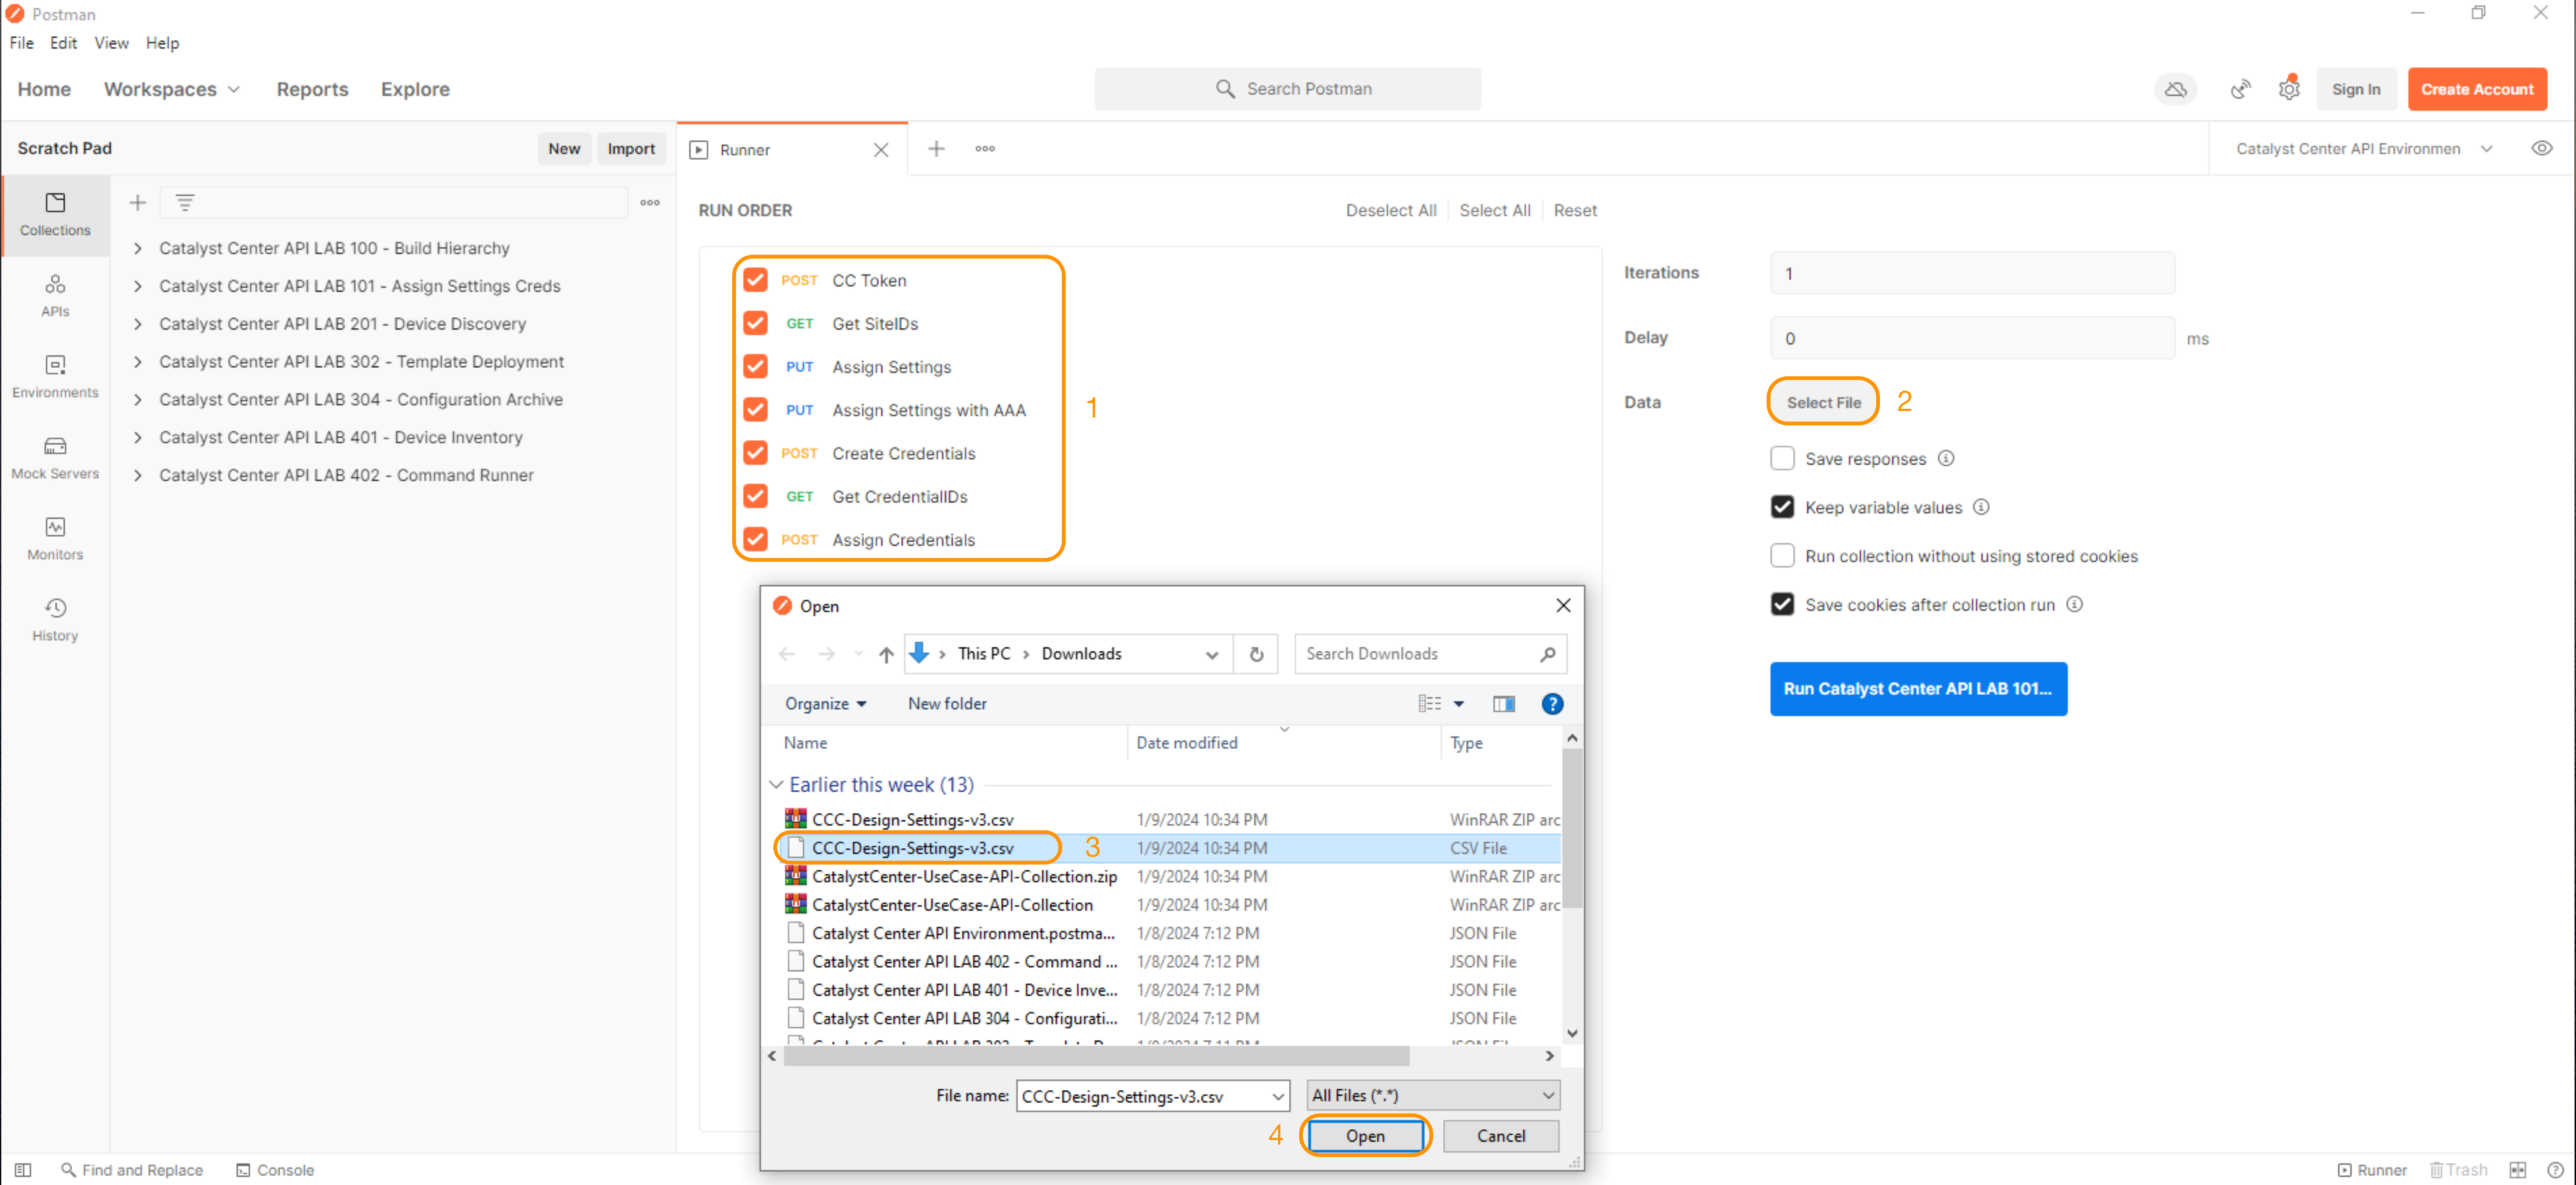 Postman
File Edit View Help
Home Workspaces Reports Explore
Search Postman
Sign In
Create Account
Scratch Pad
New
Import
Runner
Catalyst Center API Environmen
Collections
APIs
Environments
Mock Servers
Monitors
History
Catalyst Center API LAB 100 - Build Hierarchy
Catalyst Center API LAB 101 - Assign Settings Creds
Catalyst Center API LAB 201 - Device Discovery
Catalyst Center API LAB 302 - Template Deployment
Catalyst Center API LAB 304 - Configuration Archive
Catalyst Center API LAB 401 - Device Inventory
Catalyst Center API LAB 402 - Command Runner
RUN ORDER
Deselect All Select All Reset
POST CC Token
GET Get SiteIDs
PUT Assign Settings
PUT Assign Settings with AAA
POST Create Credentials
GET Get CredentialIDs
POST Assign Credentials
1
Iterations 1
Delay 0 ms
Data Select File 2
Save responses
Keep variable values
Run collection without using stored cookies
Save cookies after collection run
Run Catalyst Center API LAB 101...
Open
This PC Downloads
Search Downloads
Organize New folder
Name Date modified Type
Earlier this week (13)
CCC-Design-Settings-v3.csv 1/9/2024 10:34 PM WinRAR ZIP arc
CCC-Design-Settings-v3.csv 3 1/9/2024 10:34 PM CSV File
CatalystCenter-UseCase-API-Collection.zip 1/9/2024 10:34 PM WinRAR ZIP arc
CatalystCenter-UseCase-API-Collection 1/9/2024 10:34 PM WinRAR ZIP arc
Catalyst Center API Environment.postma... 1/8/2024 7:12 PM JSON File
Catalyst Center API LAB 402 - Command ... 1/8/2024 7:12 PM JSON File
Catalyst Center API LAB 401 - Device Inve... 1/8/2024 7:12 PM JSON File
Catalyst Center API LAB 304 - Configurati... 1/8/2024 7:12 PM JSON File
File name: CCC-Design-Settings-v3.csv All Files (*.*)
4 Open Cancel
Find and Replace Console
Runner Trash